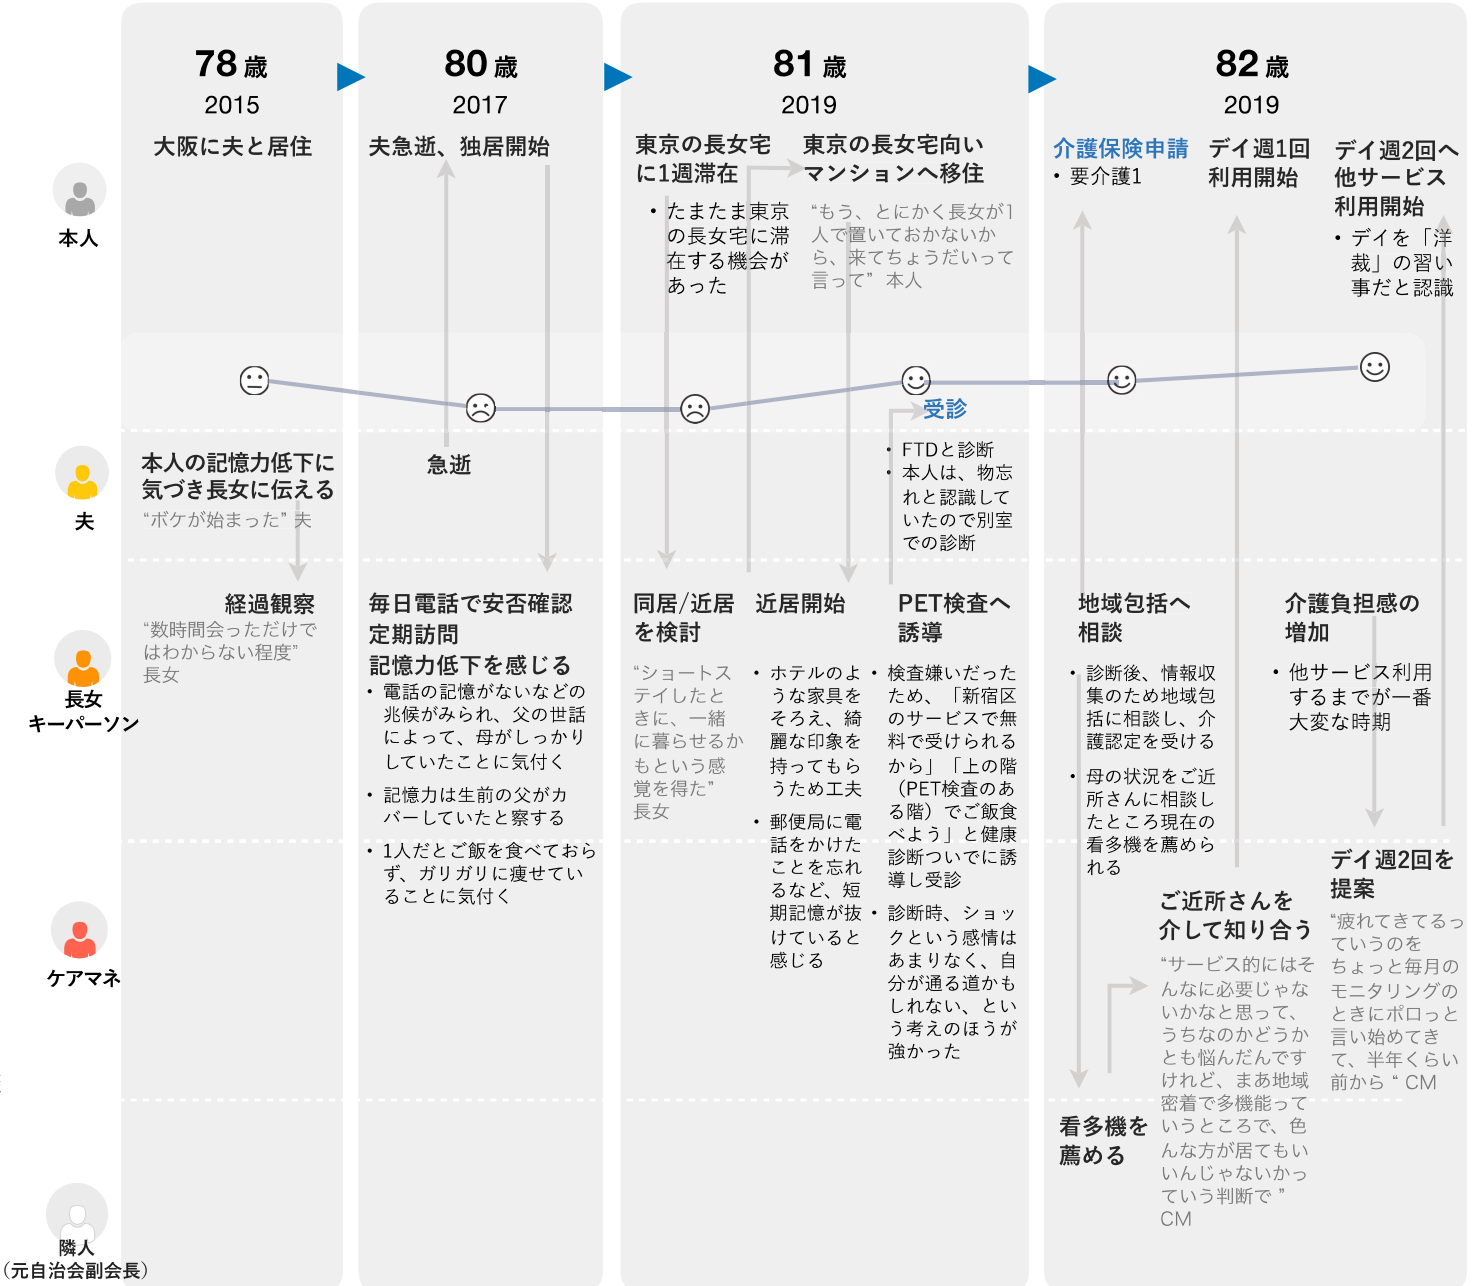 78 歳
2015
大阪に夫と居住
80 歳
2017
夫急逝、独居開始
81 歳
2019
東京の長女宅
に1週滞在
• たまたま東京
の長女宅に滞
在する機会が
あった
東京の長女宅向い
マンションへ移住
“もう、とにかく長女が1
人で置いておかないか
ら、来てちょうだいって
言って” 本人
82 歳
2019
介護保険申請
• 要介護1
デイ週1回
利用開始
デイ週2回へ
他サービス
利用開始
• デイを「洋
裁」の習い
事だと認識
本人
受診
• FTDと診断
• 本人は、物忘
れと認識して
いたので別室
での診断
本人の記憶力低下に
気づき長女に伝える
“ボケが始まった” 夫
急逝
夫
経過観察
“数時間会っただけで
はわからない程度”
長女
毎日電話で安否確認
定期訪問
記憶力低下を感じる
• 電話の記憶がないなどの
兆候がみられ、父の世話
によって、母がしっかり
していたことに気付く
• 記憶力は生前の父がカ
バーしていたと察する
• 1人だとご飯を食べておら
ず、ガリガリに痩せてい
ることに気付く
同居/近居
を検討
“ショートス
テイしたと
きに、一緒
に暮らせるか
もという感
覚を得た”
長女
近居開始
• ホテルのよ
うな家具を
そろえ、綺
麗な印象を
持ってもら
うため工夫
• 郵便局に電
話をかけた
ことを忘れ
るなど、短
期記憶が抜
けていると
感じる
PET検査へ
誘導
• 検査嫌いだった
ため、「新宿区
のサービスで無
料で受けられる
から」「上の階
（PET検査のあ
る階）でご飯食
べよう」と健康
診断ついでに誘
導し受診
• 診断時、ショッ
クという感情は
あまりなく、自
分が通る道かも
しれない、とい
う考えのほうが
強かった
地域包括へ
相談
• 診断後、情報収
集のため地域包
括に相談し、介
護認定を受ける
• 母の状況をご近
所さんに相談し
たところ現在の
看多機を薦めら
れる
介護負担感の
増加
• 他サービス利用
するまでが一番
大変な時期
長女
キーパーソン
ご近所さんを
介して知り合う
“サービス的にはそ
んなに必要じゃな
いかなと思って、
うちなのかどうか
とも悩んだんです
けれど、まあ地域
密着で多機能って
いうところで、色
んな方が居てもい
いんじゃないかっ
ていう判断で ”
CM
デイ週2回を
提案
“疲れてきてるっ
ていうのを
ちょっと毎月の
モニタリングの
ときにポロっと
言い始めてき
て、半年くらい
前から “ CM
ケアマネ
看多機を
薦める
隣人
（元自治会副会長）